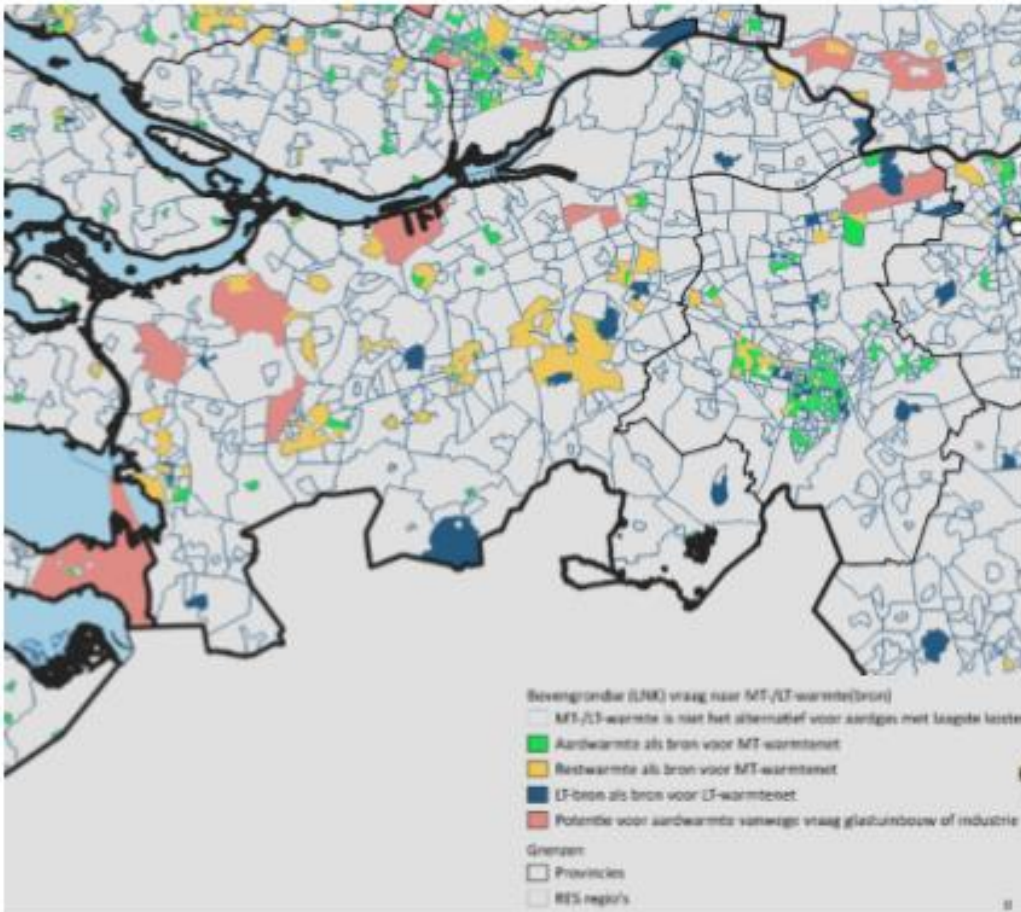 Bovengrondse (LNK) vraag naar MT-/LT-warmte(bron)
MT-/LT-warmte is niet het alternatief voor aardgas met laagste koste
Aardwarmte als bron voor MT-warmtenet
Restwarmte als bron voor MT-warmtenet
LT-bron als bron voor LT-warmtenet
Potentie voor aardwarmte vanwege vraag glastuinbouw of industrie
Grenzen
Provincies
RES regio's